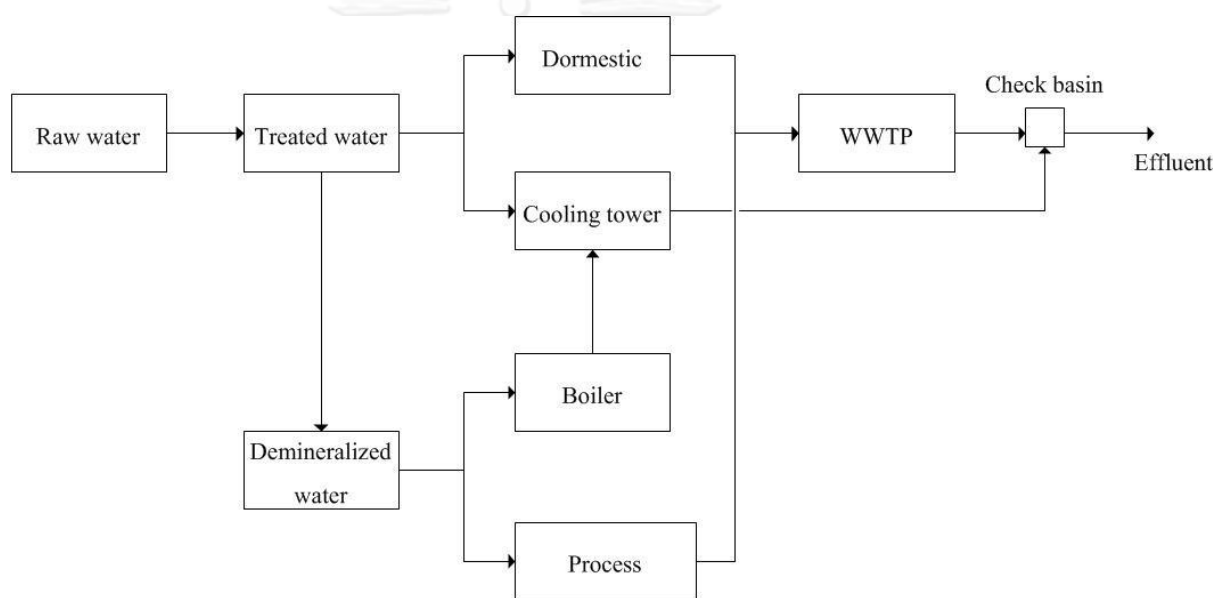 Dormestic
Check basin
Raw water
Treated water
WWTP
Effluent
Cooling tower
Boiler
Demineralized
water
Process